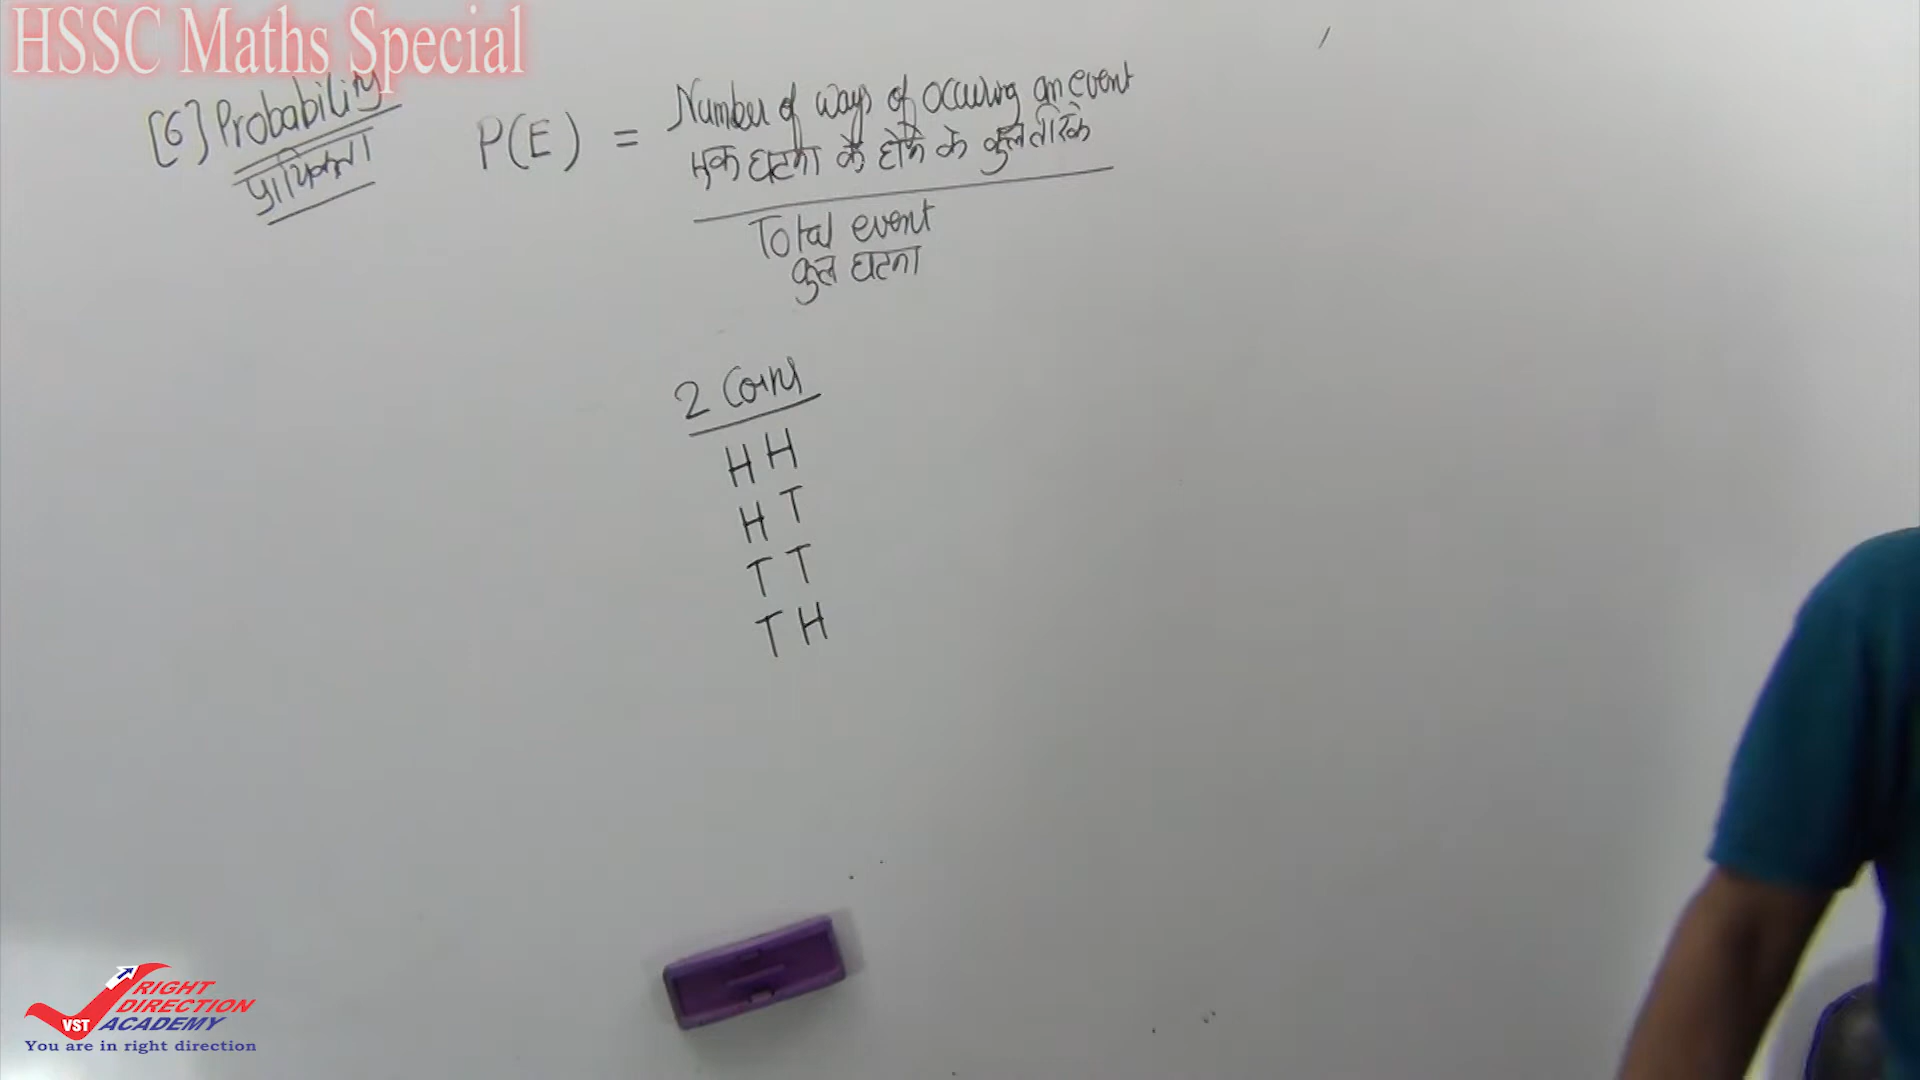 HSSC Maths Special
[6] Probability
प्रायिकता
P(E) =
Number of ways of occuring an event
एक घटना के होने के कुल तरिके
Total event
कुल घटना
2 Coins
H H
H T
T T
T H
RIGHT
DIRECTION
VST ACADEMY
You are in right direction